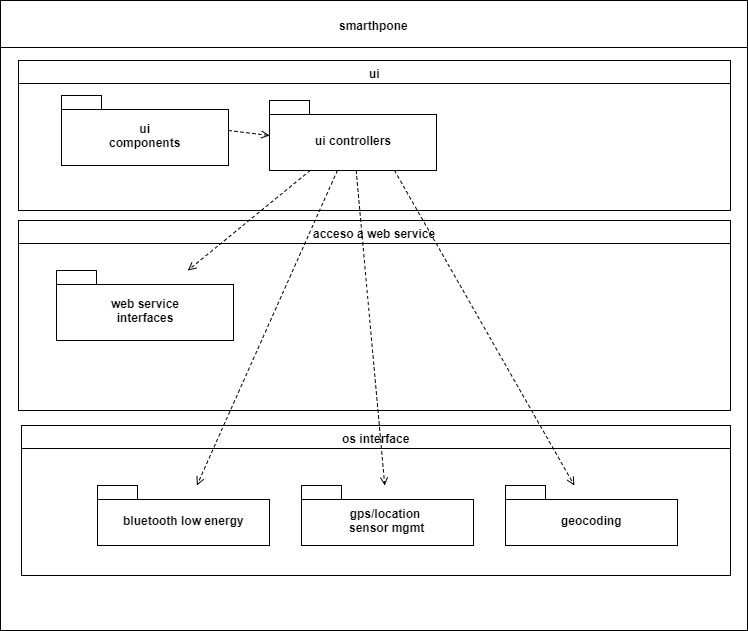 smarthpone
ui
ui
components
ui controllers
acceso a web service
web service
interfaces
os interface
bluetooth low energy
gps/location
sensor mgmt
geocoding